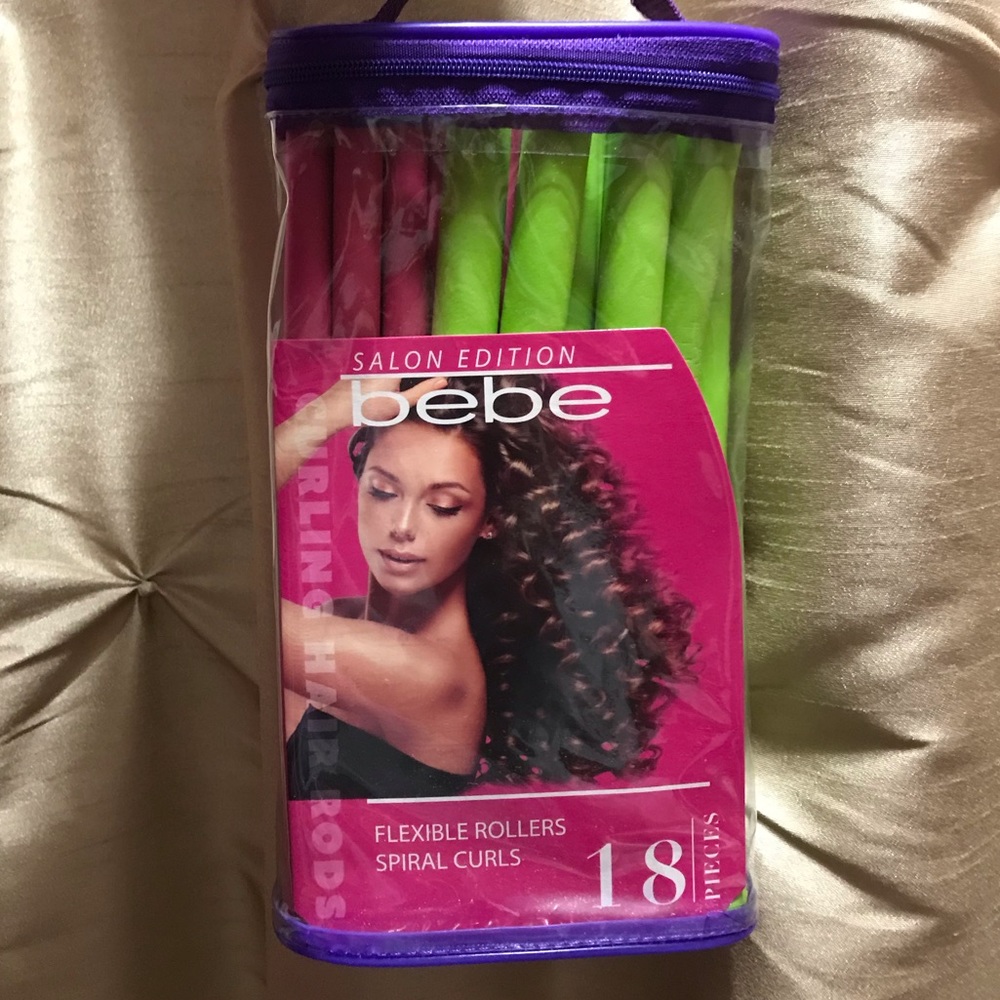 SALON EDITION
bebe
CURLING HAIR RODS
FLEXIBLE ROLLERS
SPIRAL CURLS
18
PIECES